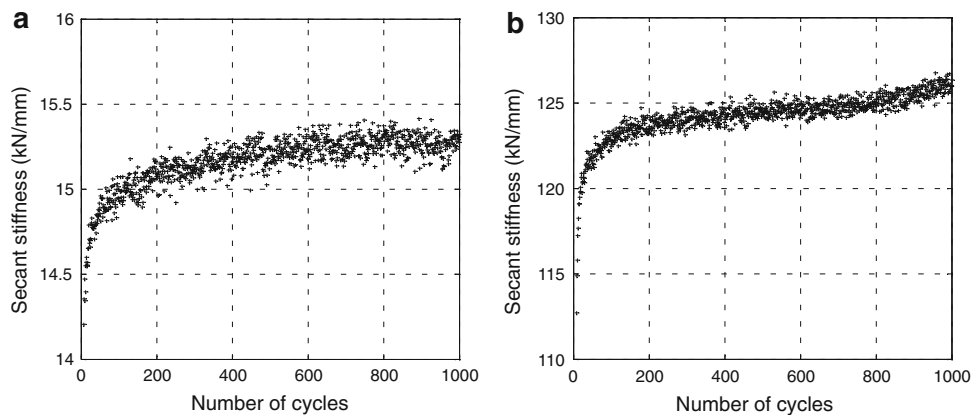 a
16
15.5
15
14.5
14
Secant stiffness (kN/mm)
0 200 400 600 800 1000
Number of cycles
b
130
125
120
115
110
Secant stiffness (kN/mm)
0 200 400 600 800 1000
Number of cycles